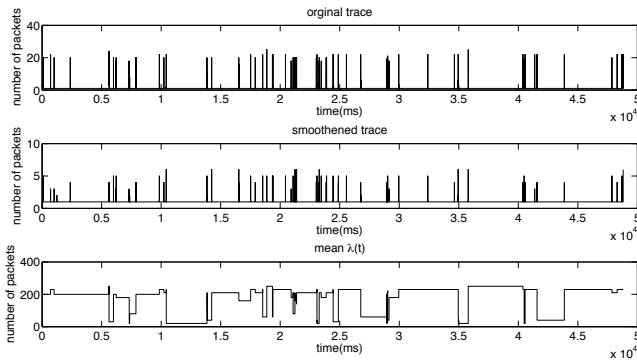 orginal trace
40
20
0
number of packets
0 0.5 1 1.5 2 2.5 3 3.5 4 4.5 5
time(ms)
x 10^4
smoothened trace
10
5
0
number of packets
0 0.5 1 1.5 2 2.5 3 3.5 4 4.5 5
time(ms)
x 10^4
mean λ(t)
400
200
0
number of packets
0 0.5 1 1.5 2 2.5 3 3.5 4 4.5 5
time(ms)
x 10^4